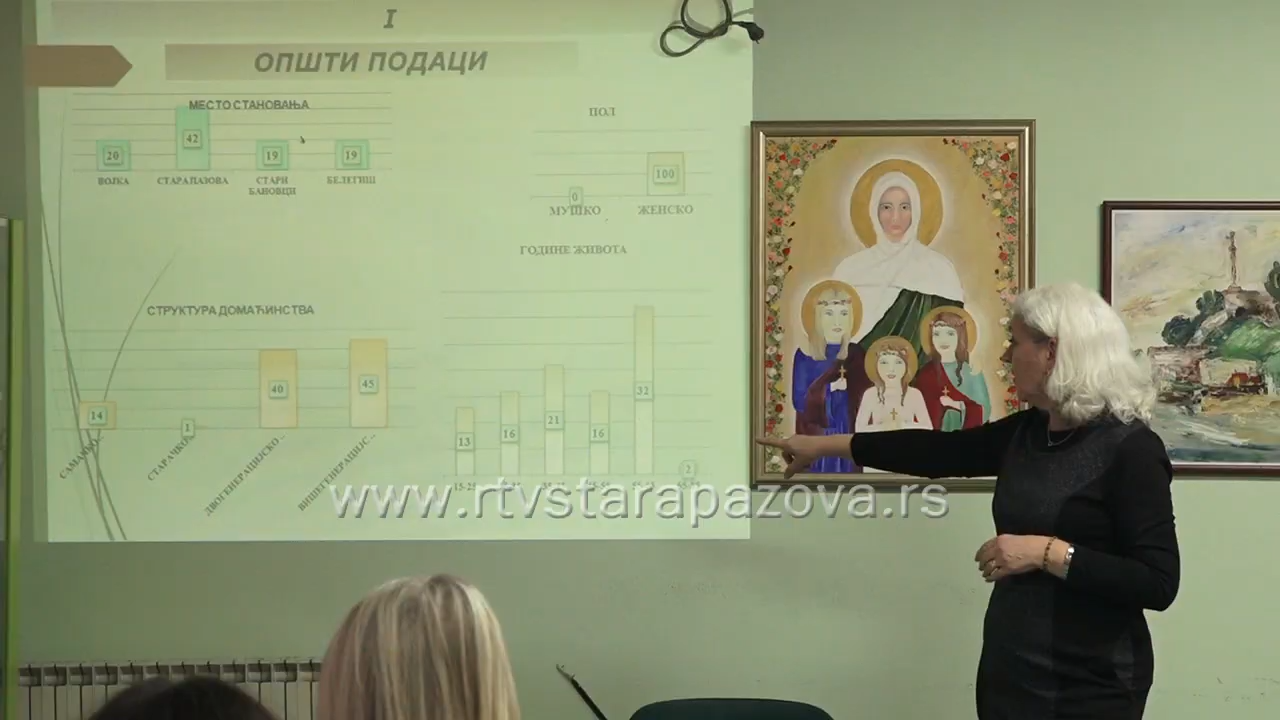 I
ОПШТИ ПОДАЦИ
МЕСТО СТАНОВАЊА
20
42
19
19
ВОЈКА
СТАРА ПАЗОВА
СТАРИ
БАНОВЦИ
БЕЛЕГИШ
ПОЛ
0
100
МУШКО
ЖЕНСКО
СТРУКТУРА ДОМАЋИНСТВА
14
1
40
45
ДВОГЕНЕРАЦИЈСКО...
ВИШЕГЕНЕРАЦИЈС...
ГОДИНЕ ЖИВОТА
13
16
21
16
32
2
www.rtvstarapazova.rs